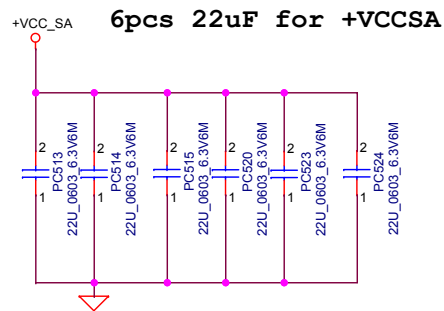 6pcs 22uF for +VCCSA
+VCC_SA
2
1
PC513
22U_0603_6.3V6M
2
1
PC514
22U_0603_6.3V6M
2
1
PC515
22U_0603_6.3V6M
2
1
PC520
22U_0603_6.3V6M
2
1
PC523
22U_0603_6.3V6M
2
1
PC524
22U_0603_6.3V6M